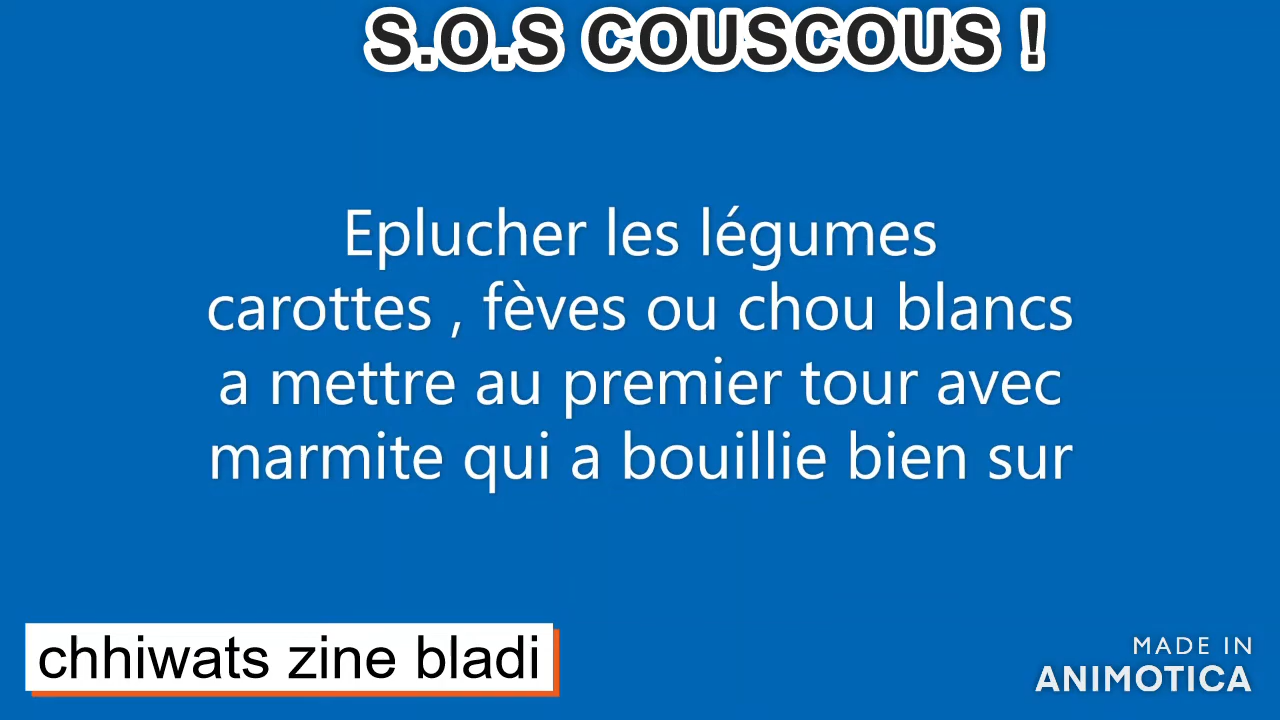 S.O.S COUSCOUS !
Eplucher les légumes
carottes , fèves ou chou blancs
a mettre au premier tour avec
marmite qui a bouillie bien sur
chhiwats zine bladi
MADE IN
ANIMOTICA